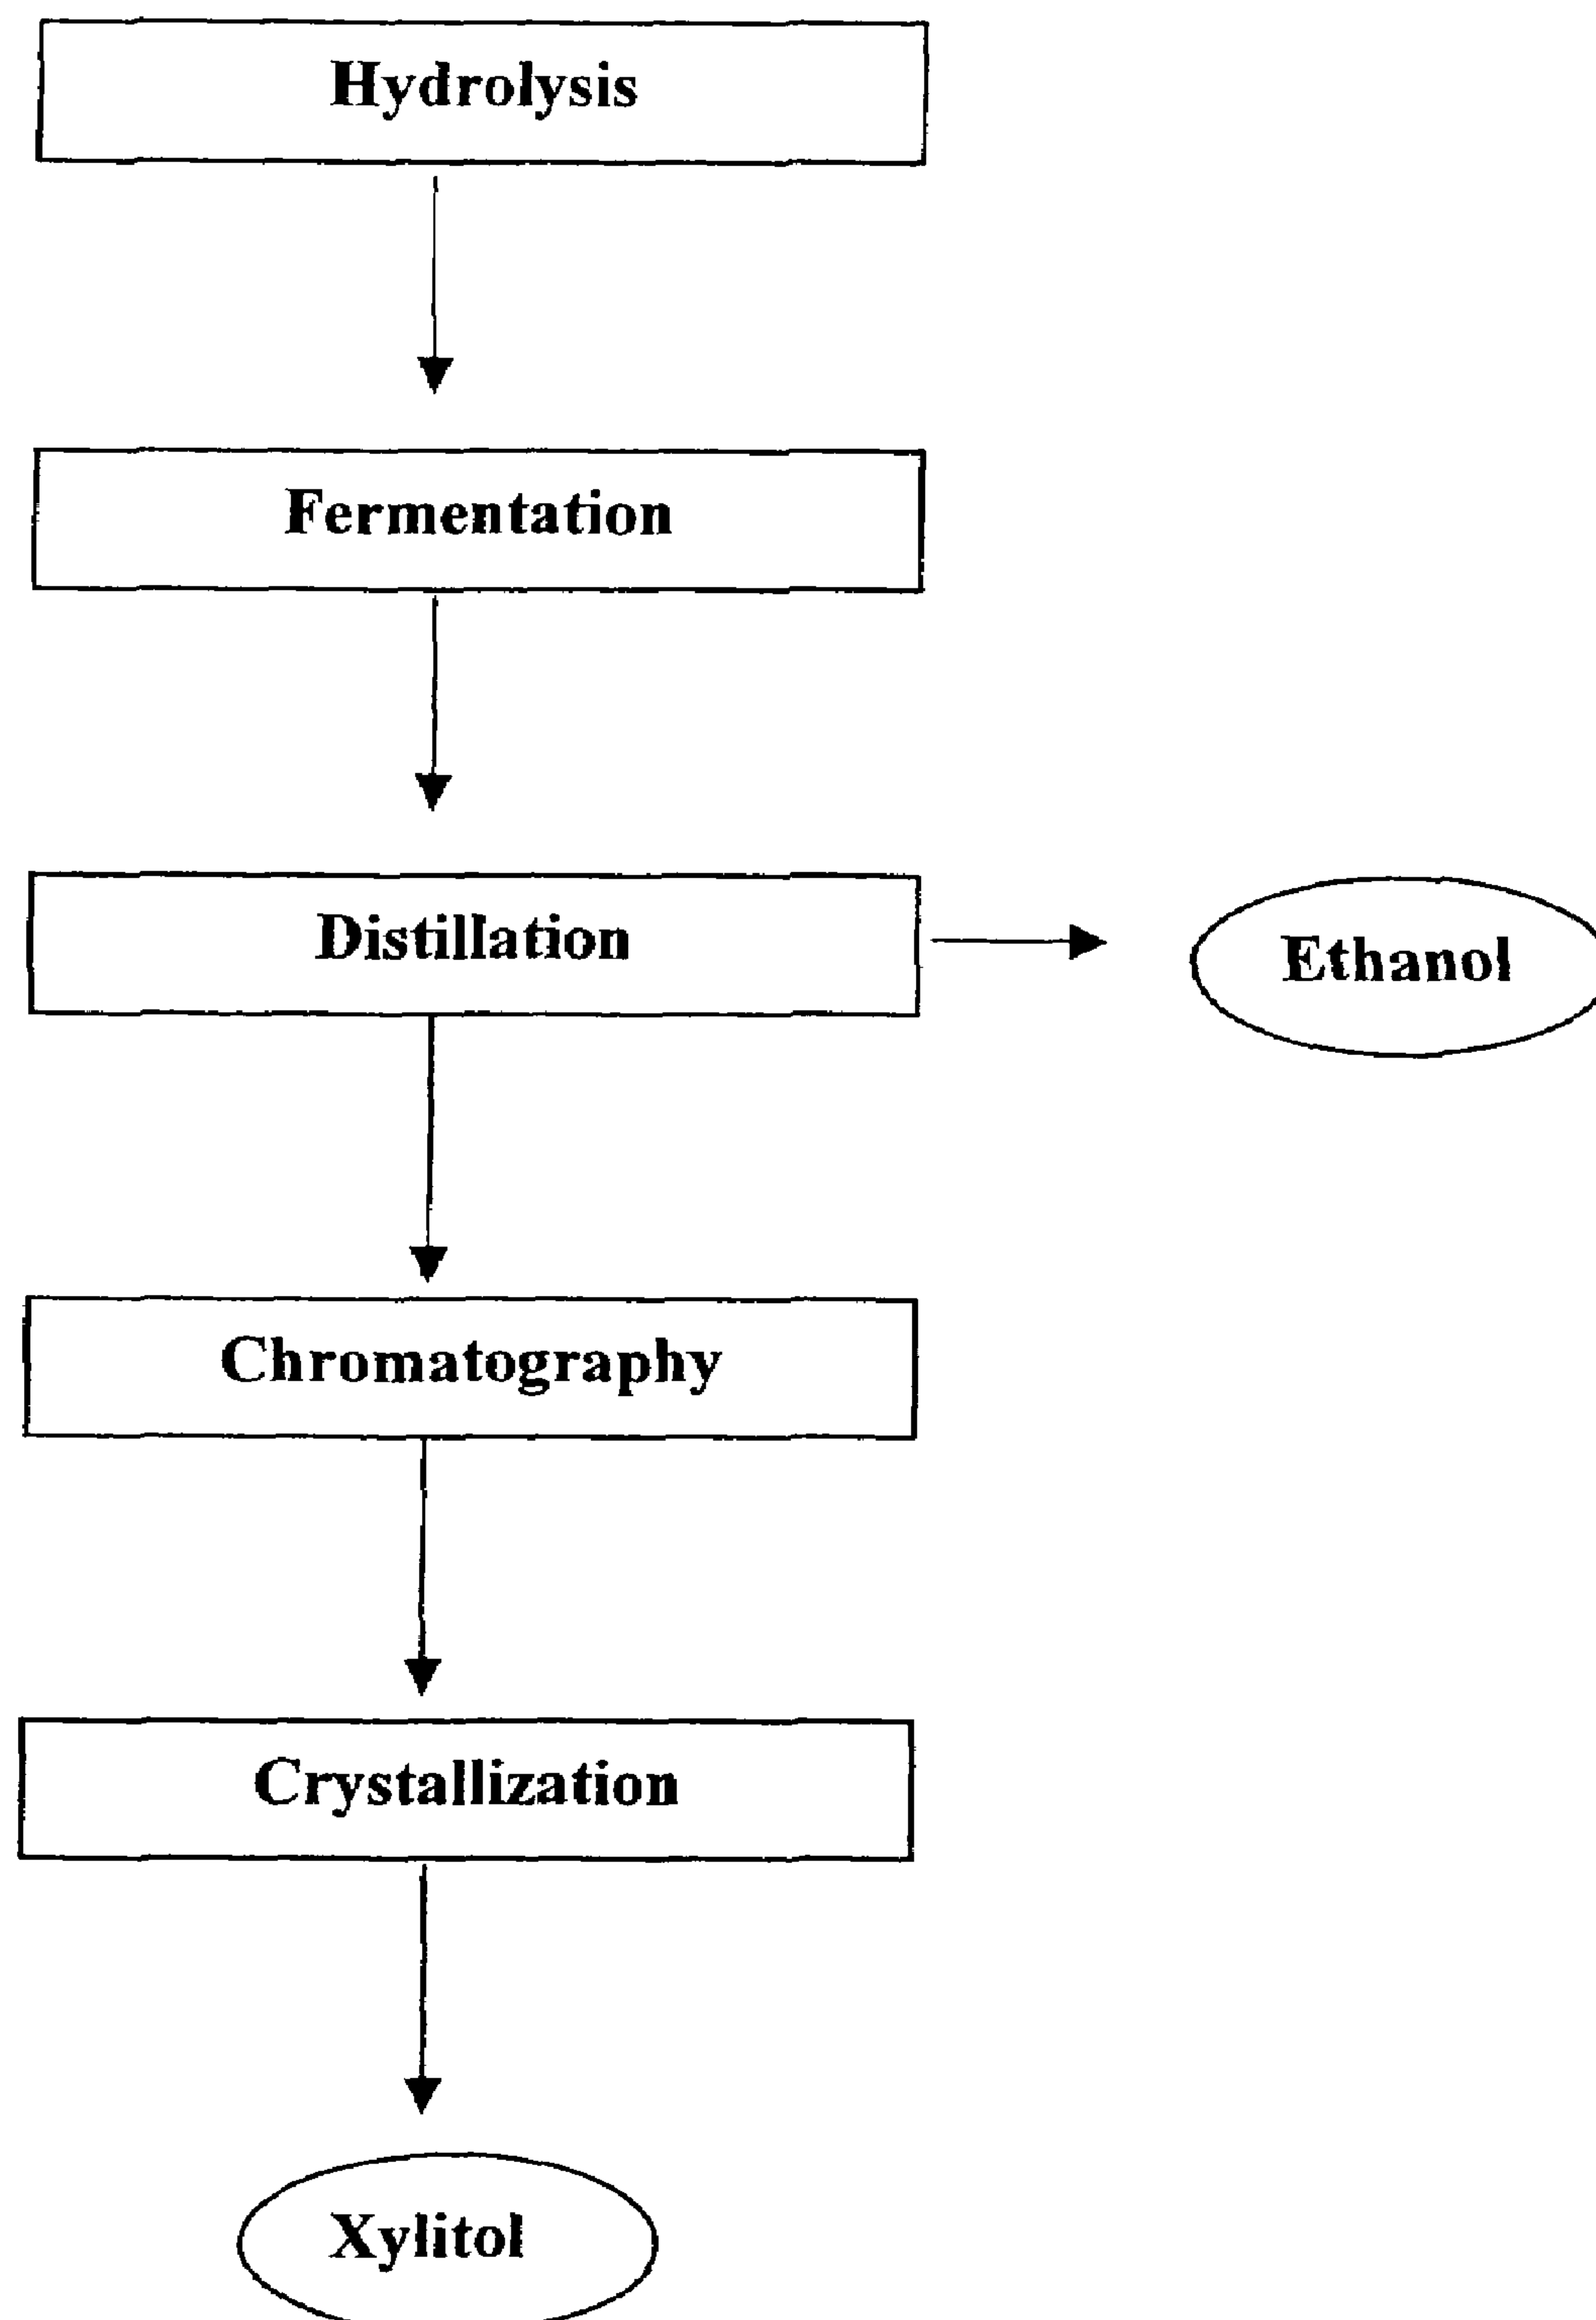 Hydrolysis
Fermentation
Distillation
Ethanol
Chromatography
Crystallization
Xylitol